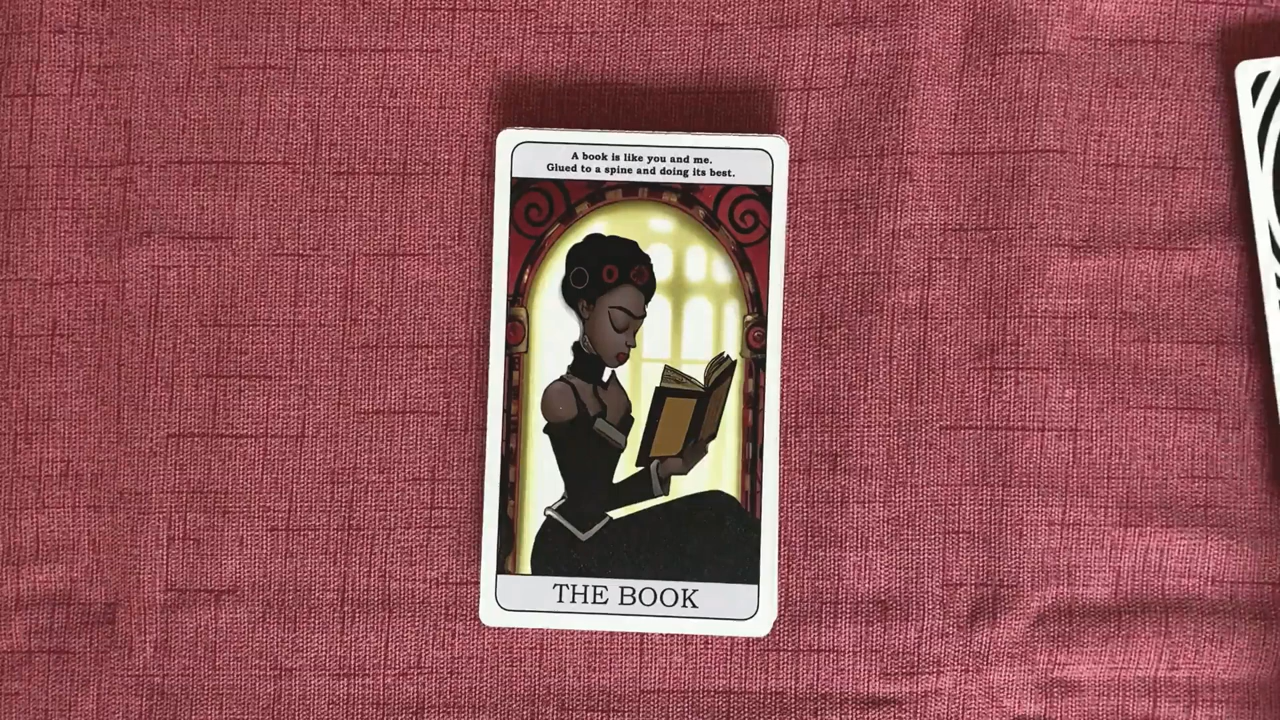 A book is like you and me.
Glued to a spine and doing its best.
THE BOOK